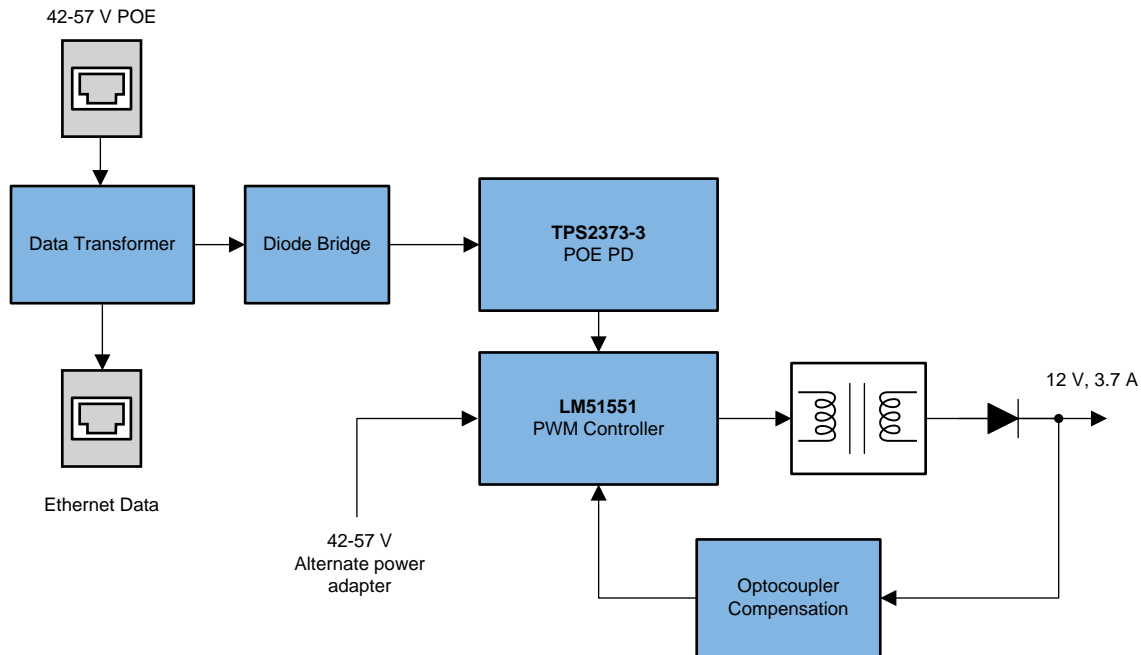 42-57 V POE
Data Transformer
Diode Bridge
TPS2373-3
POE PD
LM51551
PWM Controller
12 V, 3.7 A
Ethernet Data
42-57 V
Alternate power
adapter
Optocoupler
Compensation